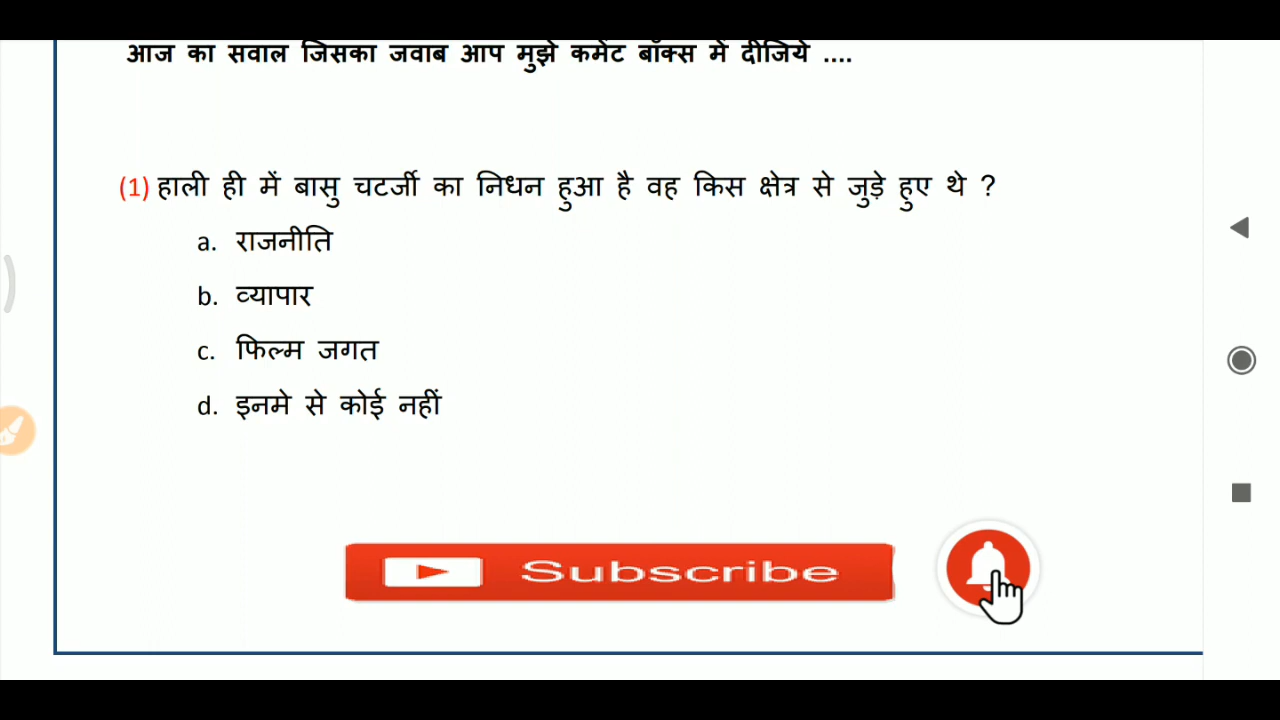 आज का सवाल जिसका जवाब आप मुझे कमेंट बॉक्स में दीजिये ....
(1) हाली ही में बासु चटर्जी का निधन हुआ है वह किस क्षेत्र से जुड़े हुए थे ?
a. राजनीति
b. व्यापार
c. फिल्म जगत
d. इनमे से कोई नहीं
Subscribe